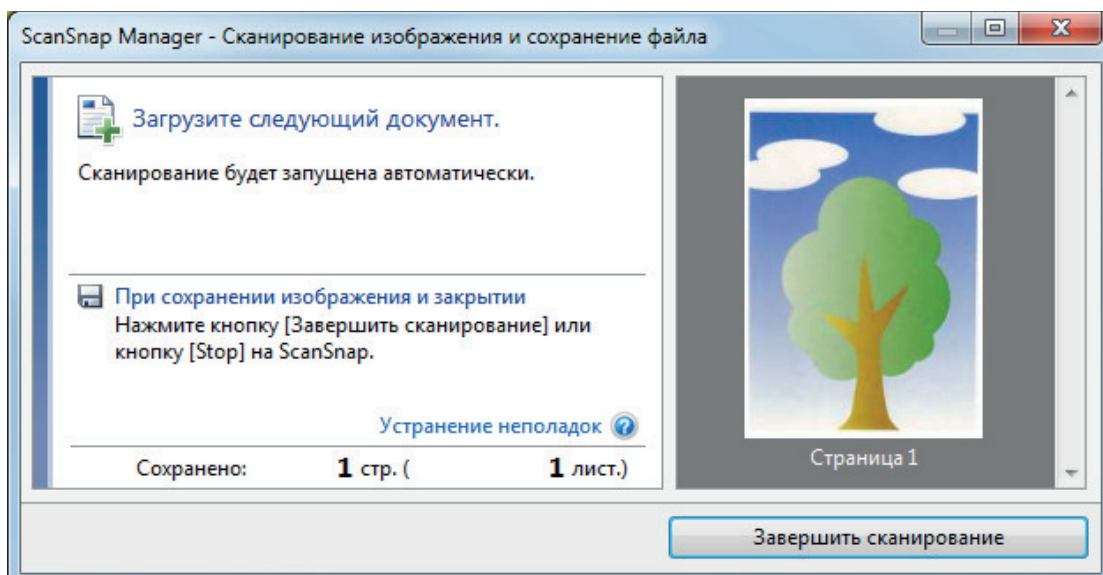 ScanSnap Manager - Сканирование изображения и сохранение файла
Загрузите следующий документ.
Сканирование будет запущена автоматически.
При сохранении изображения и закрытии
Нажмите кнопку [Завершить сканирование] или
кнопку [Stop] на ScanSnap.
Устранение неполадок
Сохранено: 1 стр. ( 1 лист.)
Страница 1
Завершить сканирование